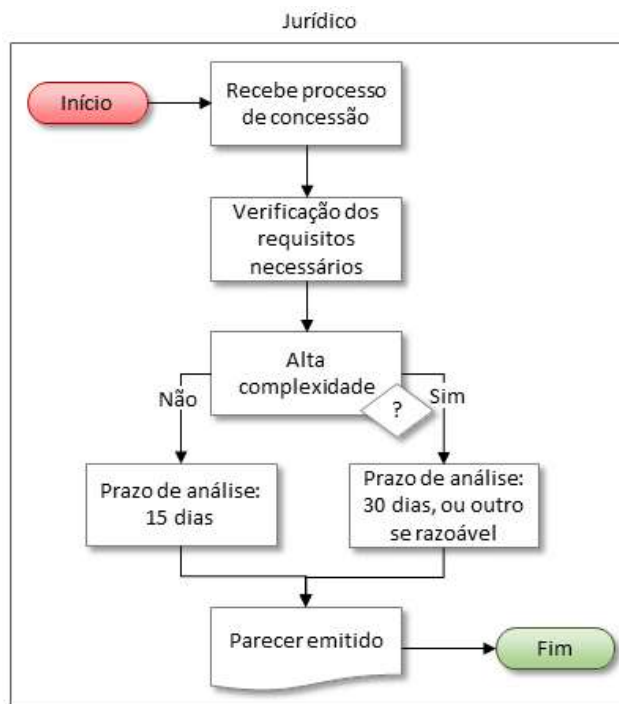 Jurídico
Início
Recebe processo
de concessão
Verificação dos
requisitos
necessários
Alta
complexidade
?
Não
Sim
Prazo de análise:
15 dias
Prazo de análise:
30 dias, ou outro
se razoável
Parecer emitido
Fim